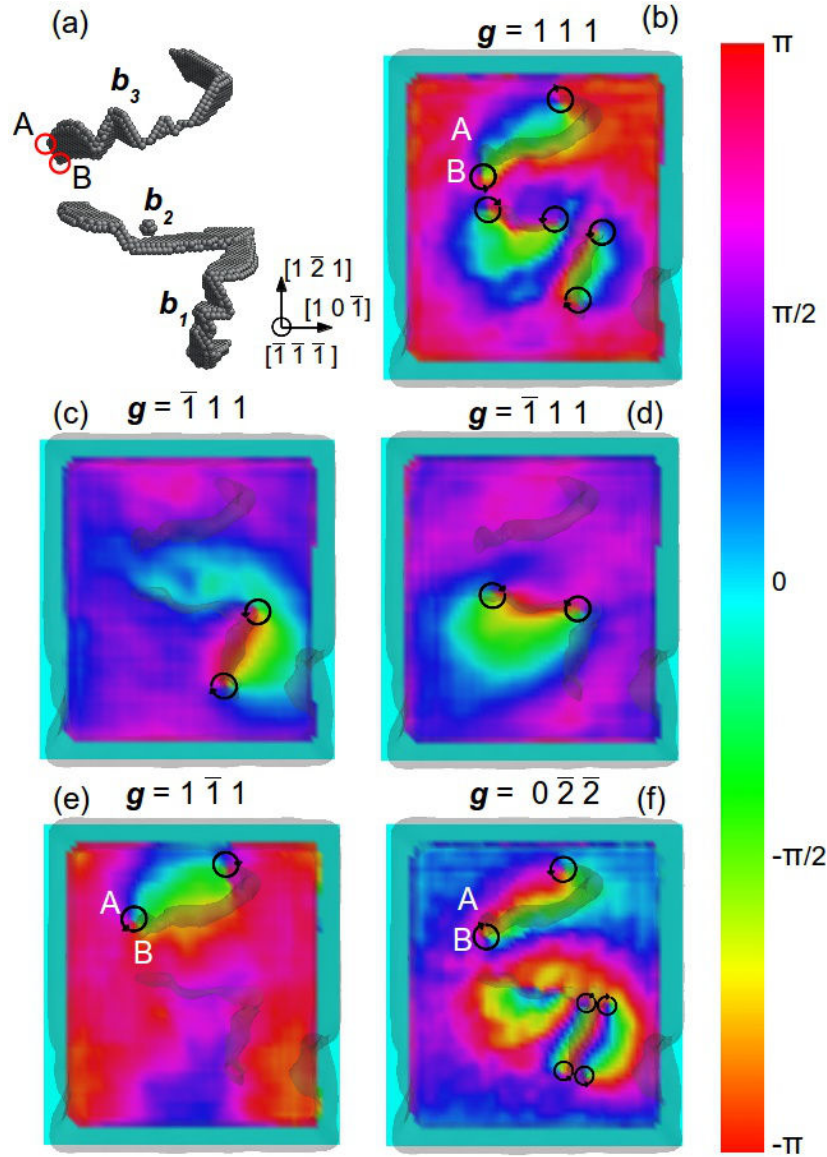 (a)
b₃
A
B
b₂
b₁
[1 2̅ 1]
[1 0 1̅]
[1̅ 1̅ 1̅]
g = 1 1 1 (b)
A
B
(c) g = 1̅ 1 1
g = 1̅ 1 1 (d)
(e) g = 1 1̅ 1
A
B
g = 0 2̅ 2̅ (f)
A
B
π
π/2
0
-π/2
-π